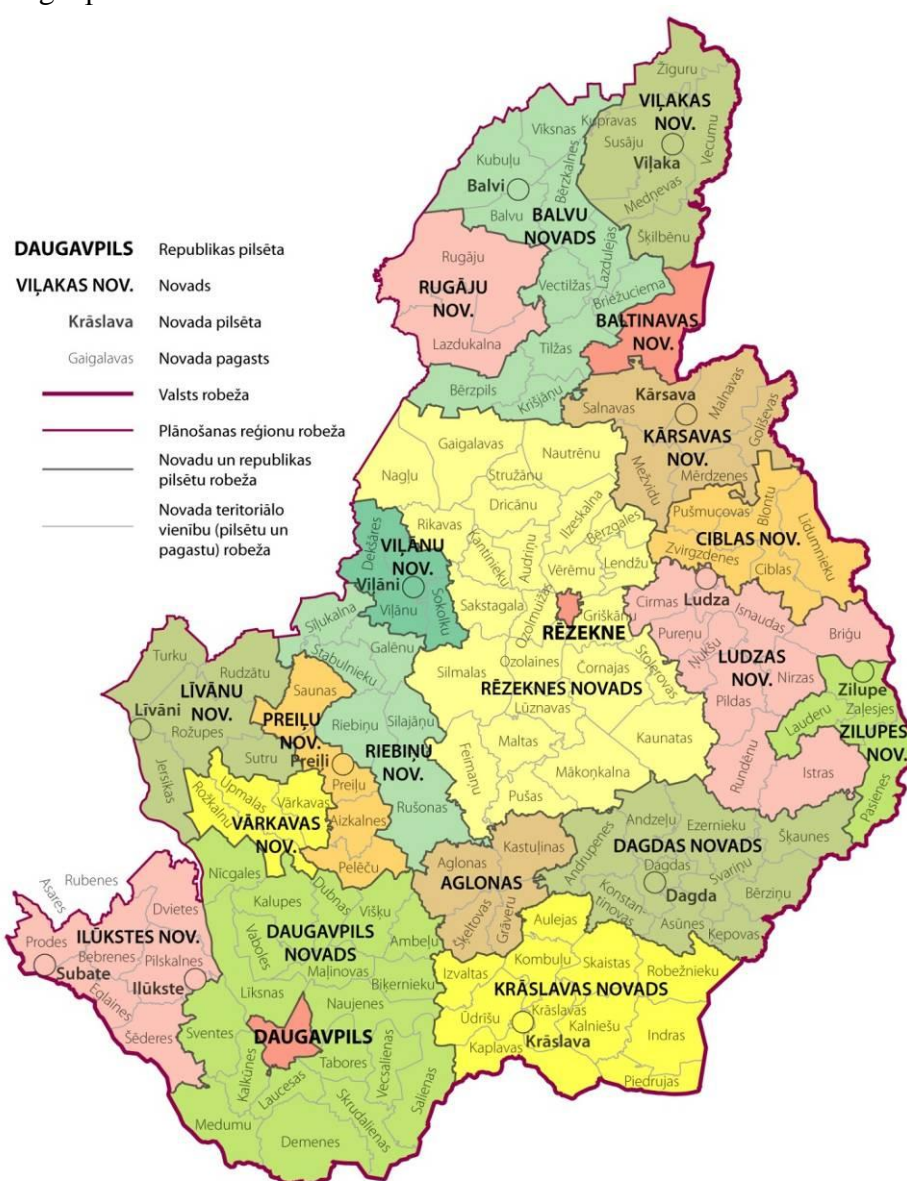 Žiguru
VIĻAKAS
NOV.
Kupravas
Susāju
Vecumu
Viļaka
Medņevas
Šķilbēnu
Vīksnas
Kubuļu
Bērzkalnes
Balvi
Balvu
BALVU
NOVADS
Lazdulejas
Vectilžas
Briežuciema
Tilžas
Bērzpils
Krišjāņu
Rugāju
RUGĀJU
NOV.
Lazdukalna
BALTINAVAS
NOV.
DAUGAVPILS Republikas pilsēta
VIĻAKAS NOV. Novads
Krāslava Novada pilsēta
Gaigalavas Novada pagasts
Valsts robeža
Plānošanas reģionu robeža
Novadu un republikas
pilsētu robeža
Novada teritoriālo
vienību (pilsētu un
pagastu) robeža
Kārsava
Malnavas
Goliševas
Salnavas
KĀRSAVAS
NOV.
Mežvidu
Mērdzenes
Pušmucovas
Blontu
Līdumnieku
CIBLAS NOV.
Zvirgzdenes
Ciblas
Gaigalavas
Nautrēnu
Nagļu
Stružānu
Dricānu
Ilzeskalna
Rikavas
Kantinieku
Audriņu
Bērzgales
Vērēmu
Lendžu
Sakstagala
Ozolmuižas
Griškānu
RĒZEKNE
Ozolaines
Čornajas
Stoļerovas
Silmalas
RĒZEKNES NOVADS
Lūznavas
Maltas
Kaunatas
Feimaņu
Mākoņkalna
Pušas
Dekšāres
VIĻĀNU
NOV.
Viļāni
Viļānu
Sokolku
Ludza
Cirmas
Isnaudas
Pureņu
Ņukšu
Briģu
LUDZAS
NOV.
Nirzas
Pildas
Rundēnu
Istras
Zilupe
Lauderu
Zaļesjes
ZILUPES
NOV.
Pasienes
Sīļukalna
Galēnu
Stabulnieku
Riebiņu
Silajāņu
RIEBIŅU
NOV.
Rušonas
Turku
Rudzātu
LĪVĀNU
NOV.
Līvāni
Rožupes
Sutru
Jersikas
Saunas
PREIĻU
NOV.
Preiļi
Preiļu
Aizkalnes
Pelēču
Upmalas
Vārkavas
Rožkalnu
VĀRKAVAS
NOV.
Aglonas
Kastuļinas
AGLONAS
Šķeltovas
Grāveru
Andrupenes
Andzeļu
Ezernieku
DAGDAS NOVADS
Šķaunes
Dagdas
Svariņu
Dagda
Konstan-
tinovas
Bērziņu
Asūnes
Ķepovas
Aulejas
Kombuļu
Skaistas
Izvaltas
Robežnieku
KRĀSLAVAS NOVADS
Ūdrīšu
Krāslavas
Kalniešu
Indras
Kaplavas
Krāslava
Piedrujas
Nīcgales
Kalupes
Dubnas
Višķu
DAUGAVPILS
NOVADS
Vaboles
Ambeļu
Maļinovas
Biķernieku
Līksnas
Naujenes
Sventes
DAUGAVPILS
Kalkūnes
Tabores
Vecsalienas
Laucesas
Salienas
Medumu
Skrudalienas
Demenes
Rubenes
Asares
Dvietes
ILŪKSTES NOV.
Prodes
Bebrenes
Pilskalnes
Subate
Ilūkste
Eglaines
Šēderes